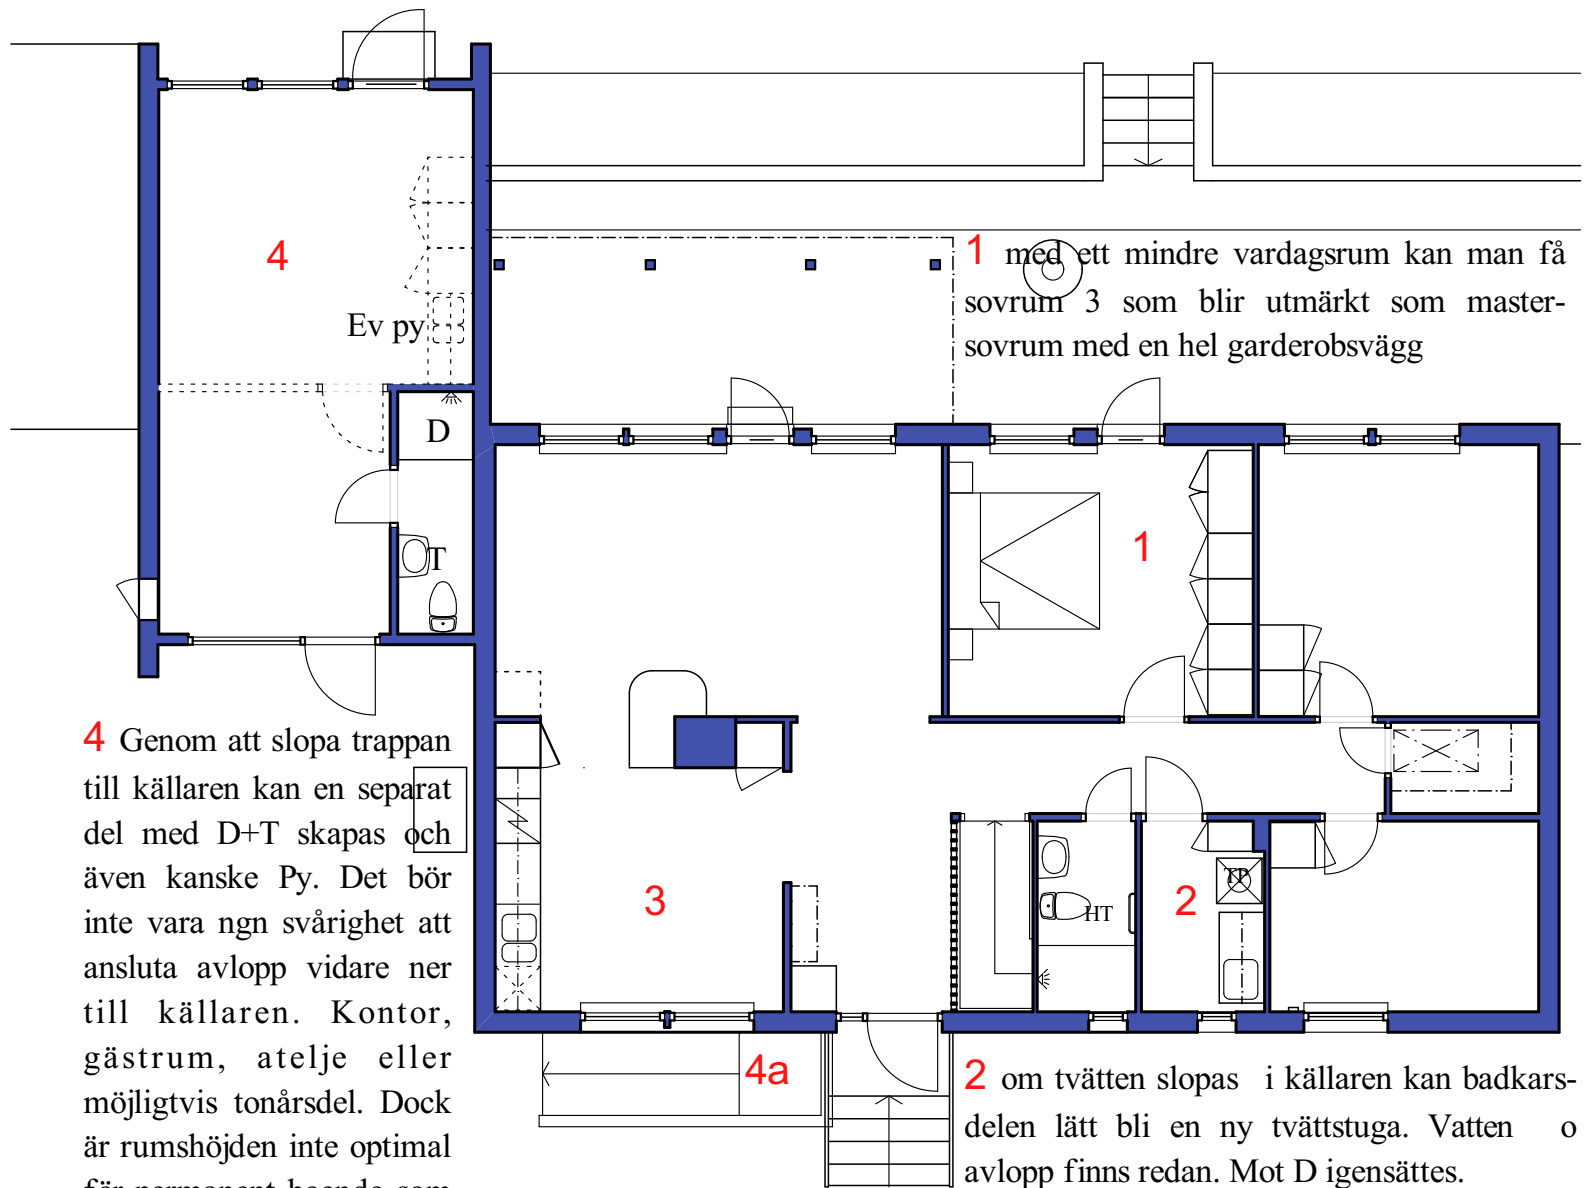 4
1 med ett mindre vardagsrum kan man få
sovrum 3 som blir utmärkt som master-
sovrum med en hel garderobsvägg
Ev py
D
T
1
4 Genom att slopa trappan
till källaren kan en separat
del med D+T skapas och
även kanske Py. Det bör
inte vara ngn svårighet att
ansluta avlopp vidare ner
till källaren. Kontor,
gästrum, atelje eller
möjligtvis tonårsdel. Dock
är rumshöjden inte optimal
för permanent boende som
3
HT
2
TP
4a
2 om tvätten slopas i källaren kan badkars-
delen lätt bli en ny tvättstuga. Vatten o
avlopp finns redan. Mot D igensättes.